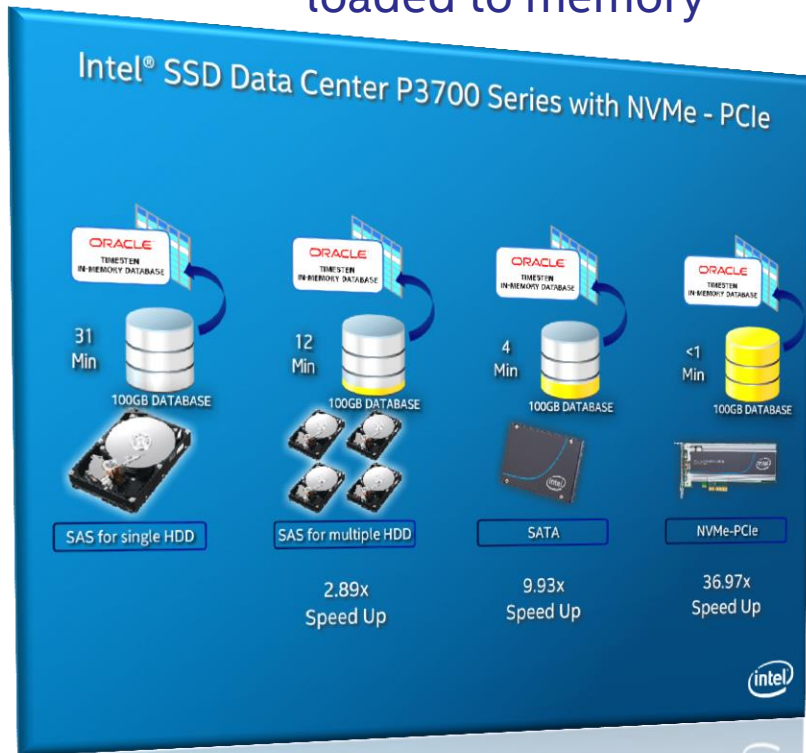 loaded to memory
Intel® SSD Data Center P3700 Series with NVMe - PCIe
ORACLE
TIMESTEN
IN-MEMORY DATABASE
31
Min
100GB DATABASE
SAS for single HDD
ORACLE
TIMESTEN
IN-MEMORY DATABASE
12
Min
100GB DATABASE
SAS for multiple HDD
2.89x
Speed Up
ORACLE
TIMESTEN
IN-MEMORY DATABASE
4
Min
100GB DATABASE
intel
SATA
9.93x
Speed Up
ORACLE
TIMESTEN
IN-MEMORY DATABASE
<1
Min
100GB DATABASE
intel
NVMe-PCIe
36.97x
Speed Up
intel